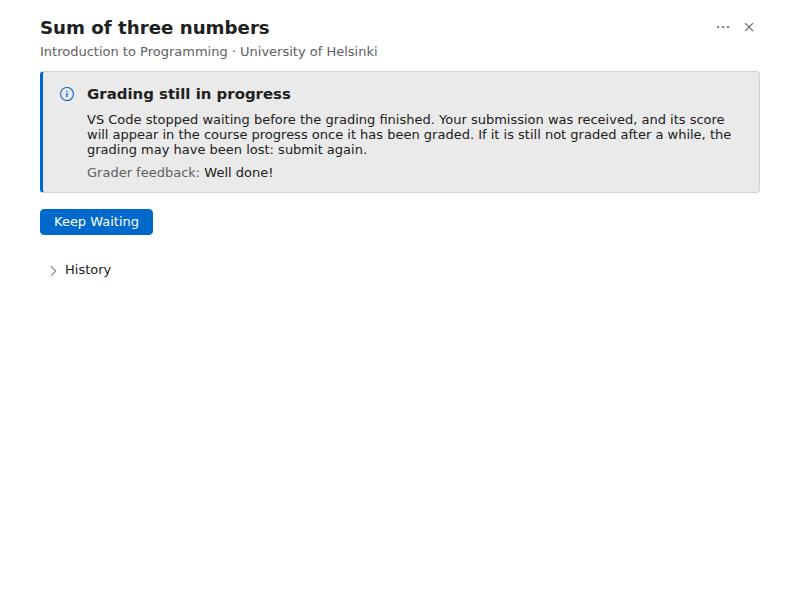 Sum of three numbers
Introduction to Programming · University of Helsinki
Grading still in progress
VS Code stopped waiting before the grading finished. Your submission was received, and its score
will appear in the course progress once it has been graded. If it is still not graded after a while, the
grading may have been lost: submit again.
Grader feedback: Well done!
Keep Waiting
History